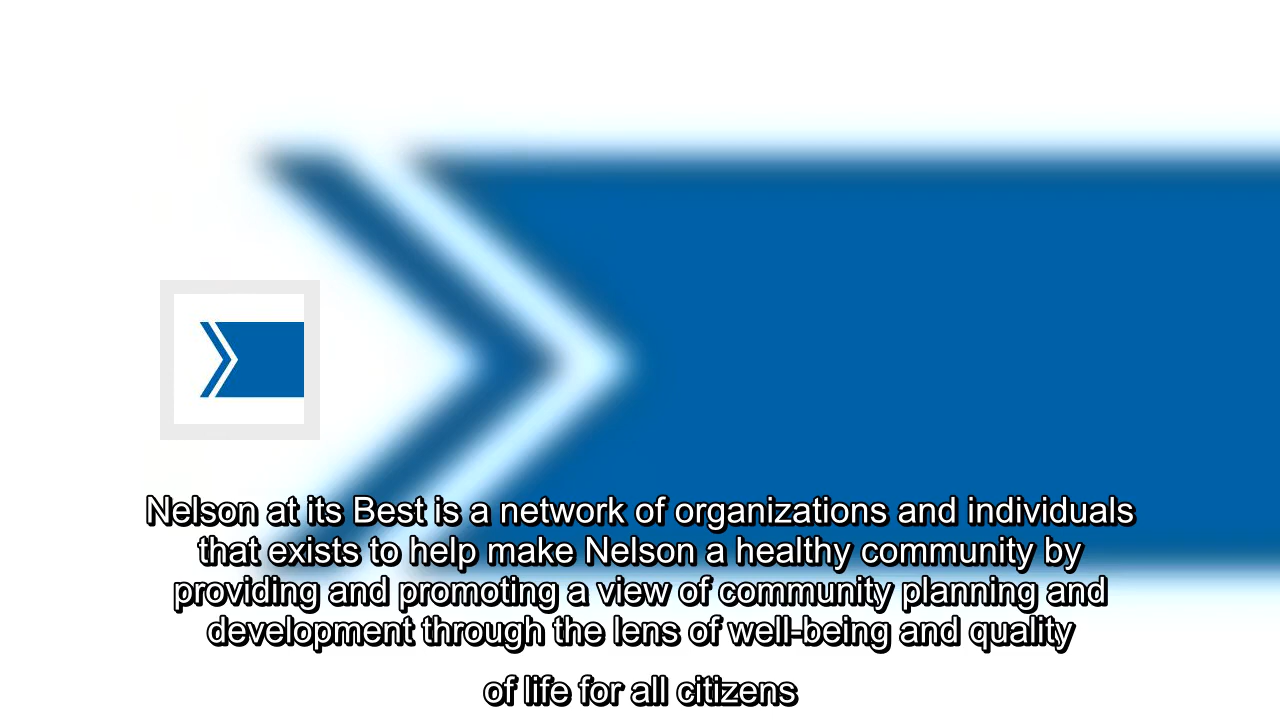 Nelson at its Best is a network of organizations and individuals
that exists to help make Nelson a healthy community by
providing and promoting a view of community planning and
development through the lens of well-being and quality
of life for all citizens